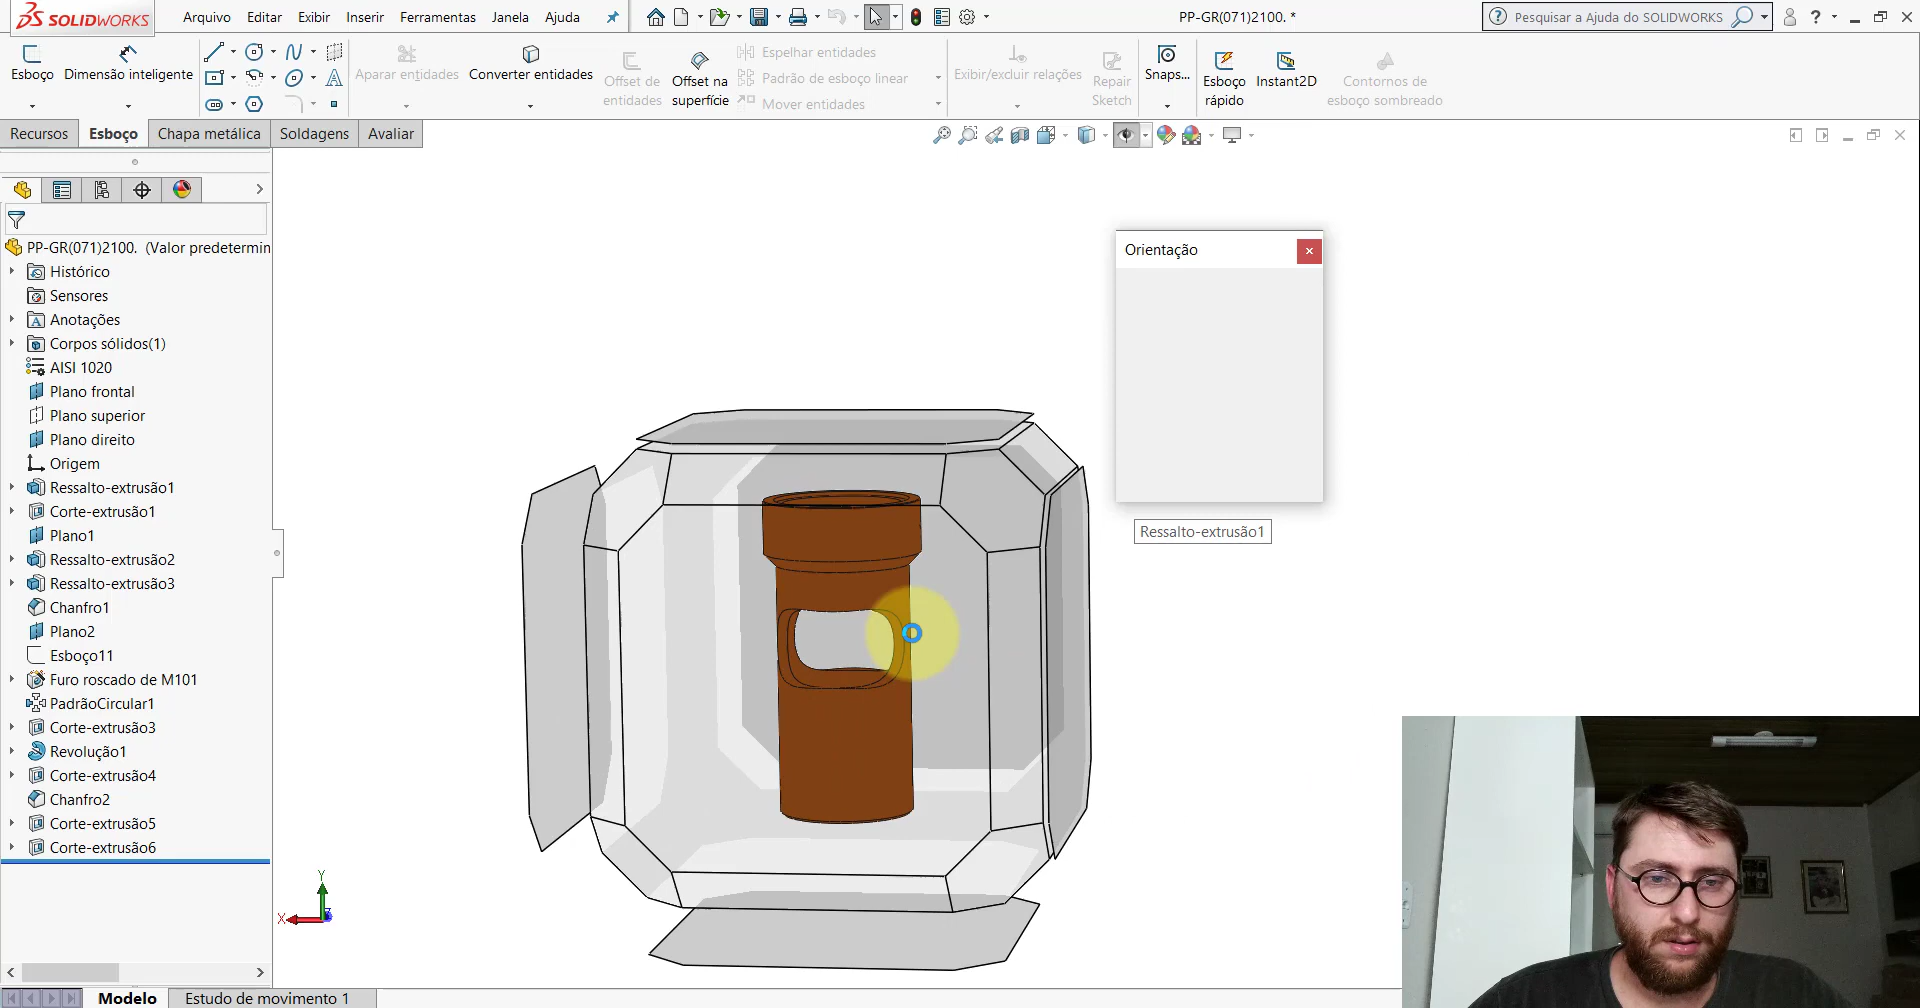 SOLIDWORKS
Arquivo Editar Exibir Inserir Ferramentas Janela Ajuda
PP-GR(071)2100. *
Pesquisar a Ajuda do SOLIDWORKS
Esboço
Dimensão inteligente
Aparar entidades
Converter entidades
Offset de entidades
Offset na superfície
Espelhar entidades
Padrão de esboço linear
Mover entidades
Exibir/excluir relações
Repair Sketch
Snaps...
Esboço rápido
Instant2D
Contornos de esboço sombreado
Recursos Esboço Chapa metálica Soldagens Avaliar
PP-GR(071)2100. (Valor predetermin
Histórico
Sensores
Anotações
Corpos sólidos(1)
AISI 1020
Plano frontal
Plano superior
Plano direito
Origem
Ressalto-extrusão1
Corte-extrusão1
Plano1
Ressalto-extrusão2
Ressalto-extrusão3
Chanfro1
Plano2
Esboço11
Furo roscado de M101
PadrãoCircular1
Corte-extrusão3
Revolução1
Corte-extrusão4
Chanfro2
Corte-extrusão5
Corte-extrusão6
Orientação
Ressalto-extrusão1
Y
X
Z
Modelo Estudo de movimento 1